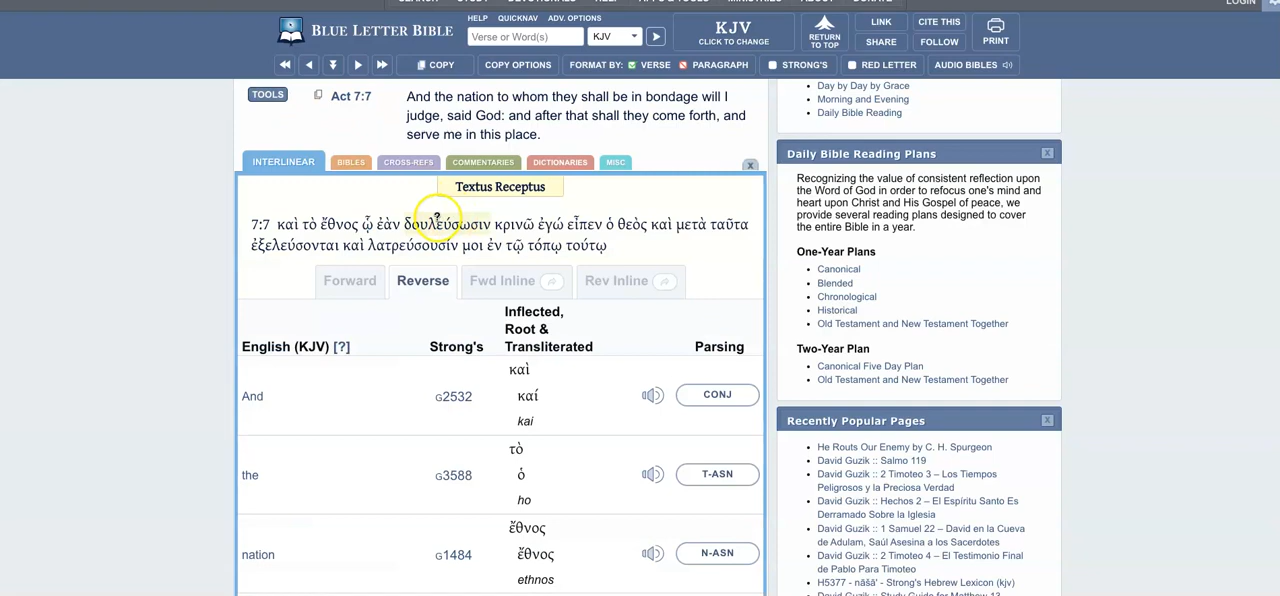 LOGIN
BLUE LETTER BIBLE
HELP QUICKNAV ADV. OPTIONS
Verse or Word(s)
KJV
KJV
CLICK TO CHANGE
RETURN
TO TOP
LINK
CITE THIS
SHARE
FOLLOW
PRINT
COPY
COPY OPTIONS
FORMAT BY: VERSE PARAGRAPH
STRONG'S
RED LETTER
AUDIO BIBLES
TOOLS
Act 7:7
And the nation to whom they shall be in bondage will I
judge, said God: and after that shall they come forth, and
serve me in this place.
INTERLINEAR
BIBLES
CROSS-REFS
COMMENTARIES
DICTIONARIES
MISC
x
Textus Receptus
?
7:7 καὶ τὸ ἔθνος ᾧ ἐὰν δουλεύσωσιν κρινῶ ἐγώ εἶπεν ὁ θεὸς καὶ μετὰ ταῦτα
ἐξελεύσονται καὶ λατρεύσουσιν μοι ἐν τῷ τόπῳ τούτῳ
Forward
Reverse
Fwd Inline
Rev Inline
English (KJV) [?]
Strong's
Inflected,
Root &
Transliterated
Parsing
And
G2532
καὶ
καί
kai
CONJ
the
G3588
τὸ
ὁ
ho
T-ASN
nation
G1484
ἔθνος
ἔθνος
ethnos
N-ASN
Day by Day by Grace
Morning and Evening
Daily Bible Reading
Daily Bible Reading Plans
X
Recognizing the value of consistent reflection upon
the Word of God in order to refocus one's mind and
heart upon Christ and His Gospel of peace, we
provide several reading plans designed to cover
the entire Bible in a year.
One-Year Plans
Canonical
Blended
Chronological
Historical
Old Testament and New Testament Together
Two-Year Plan
Canonical Five Day Plan
Old Testament and New Testament Together
Recently Popular Pages
X
He Routs Our Enemy by C. H. Spurgeon
David Guzik :: Salmo 119
David Guzik :: 2 Timoteo 3 – Los Tiempos
Peligrosos y la Preciosa Verdad
David Guzik :: Hechos 2 – El Espíritu Santo Es
Derramado Sobre la Iglesia
David Guzik :: 1 Samuel 22 – David en la Cueva
de Adulam, Saúl Asesina a los Sacerdotes
David Guzik :: 2 Timoteo 4 – El Testimonio Final
de Pablo Para Timoteo
H5377 - nāšā' - Strong's Hebrew Lexicon (kjv)